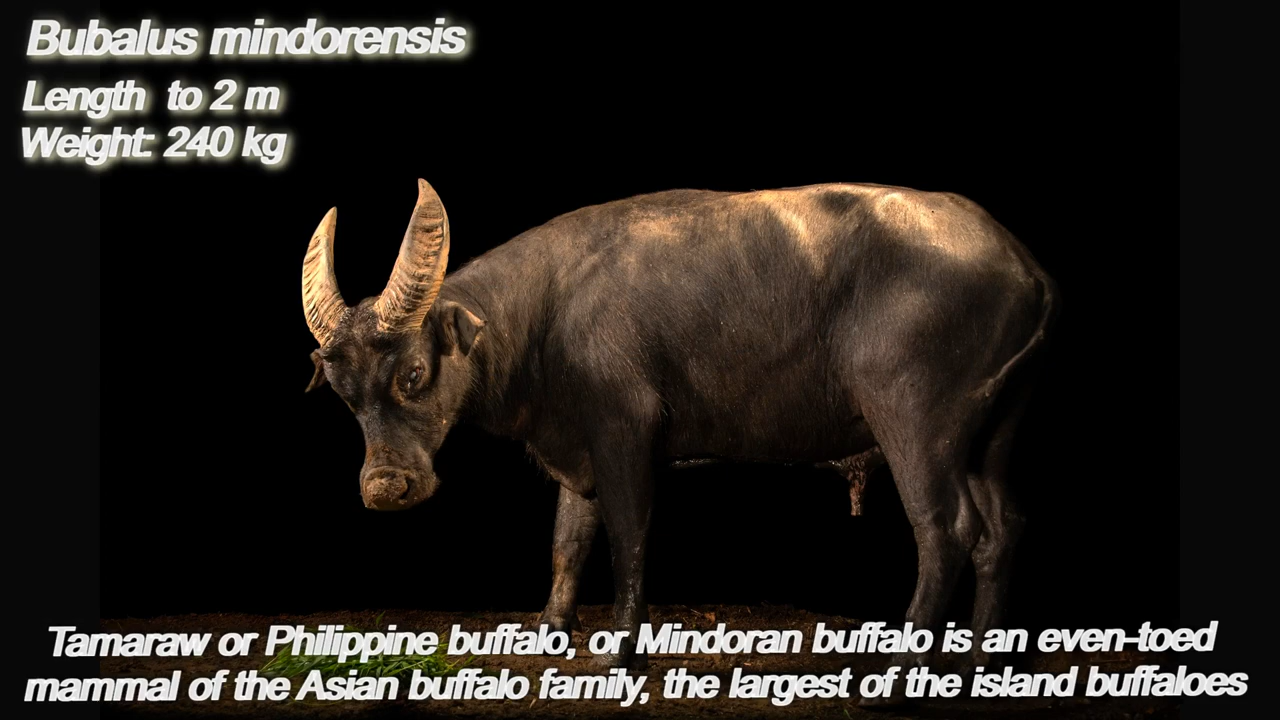 Bubalus mindorensis
Length to 2 m
Weight: 240 kg
Tamaraw or Philippine buffalo, or Mindoran buffalo is an even-toed
mammal of the Asian buffalo family, the largest of the island buffaloes